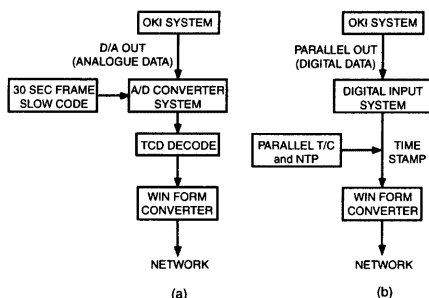 OKI SYSTEM
D/A OUT
(ANALOGUE DATA)
30 SEC FRAME
SLOW CODE
A/D CONVERTER
SYSTEM
TCD DECODE
WIN FORM
CONVERTER
NETWORK
(a)
OKI SYSTEM
PARALLEL OUT
(DIGITAL DATA)
DIGITAL INPUT
SYSTEM
PARALLEL T/C
and NTP
TIME
STAMP
WIN FORM
CONVERTER
NETWORK
(b)